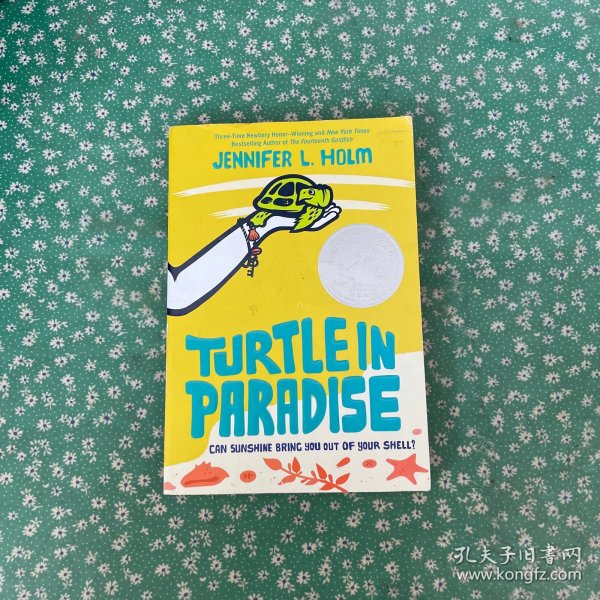 Three-Time Newbery Honor–Winning and New York Times
Bestselling Author of The Fourteenth Goldfish
JENNIFER L. HOLM
TURTLE IN
PARADISE
CAN SUNSHINE BRING YOU OUT OF YOUR SHELL?
孔夫子旧书网
www.kongfz.com